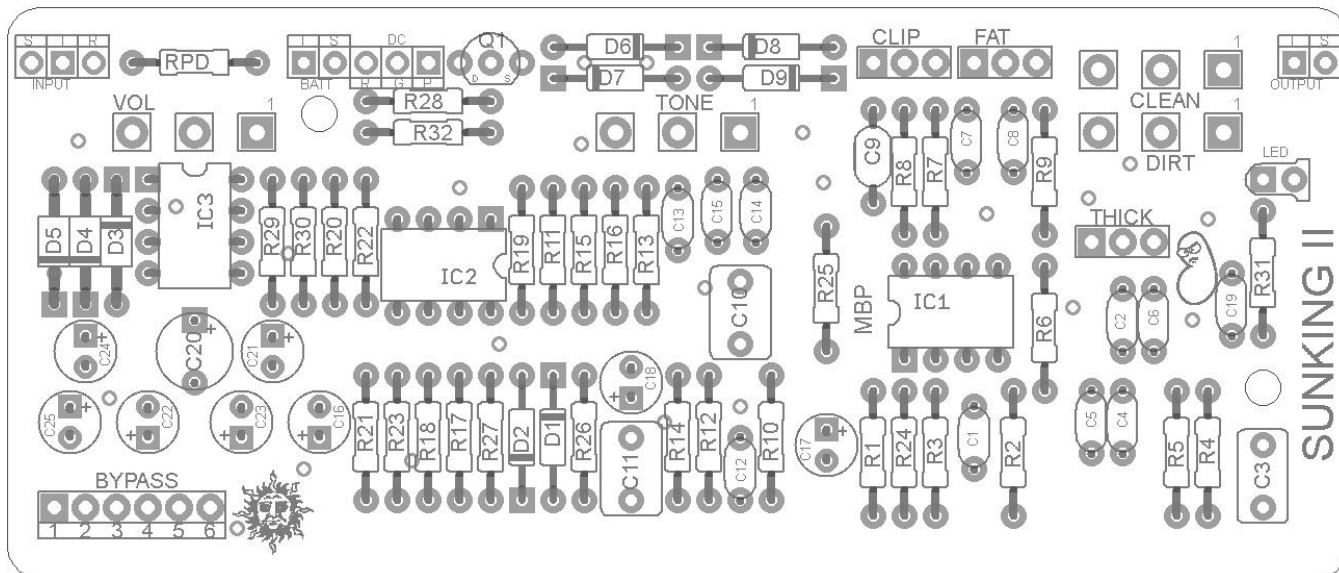 S I R
INPUT
RPD
I S DC
BATT R G P
Q1
D S
D6
D7
D8
D9
CLIP
FAT
1
CLEAN
I S
OUTPUT
VOL
1
R28
R32
TONE
1
1
DIRT
C9
R8
R7
C7
C8
R9
LED
D5
D4
D3
IC3
R29
R30
R20
R22
IC2
R19
R11
R15
R16
R13
C13
C15
C14
R25
MBP
IC1
R6
THICK
C2
C6
C19
R31
SUNKING II
C10
C24
C20
C21
C25
C22
C23
C16
R21
R23
R18
R17
R27
D2
D1
R26
C18
C11
R14
R12
C12
R10
C17
R1
R24
R3
C1
R2
C5
C4
R5
R4
C3
BYPASS
1 2 3 4 5 6